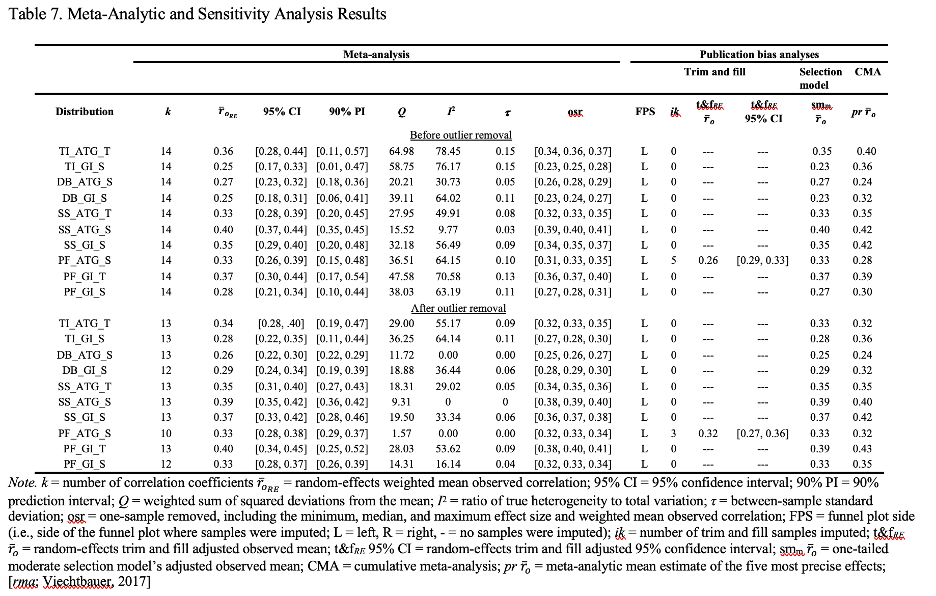 Table 7. Meta-Analytic and Sensitivity Analysis Results
Meta-analysis Publication bias analyses
Trim and fill Selection model CMA
Distribution k r̄oRE 95% CI 90% PI Q I² τ osr FPS ik t&fRE r̄o t&fRE 95% CI smm r̄o pr r̄o
Before outlier removal
TI_ATG_T 14 0.36 [0.28, 0.44] [0.11, 0.57] 64.98 78.45 0.15 [0.34, 0.36, 0.37] L 0 --- --- 0.35 0.40
TI_GI_S 14 0.25 [0.17, 0.33] [0.01, 0.47] 58.75 76.17 0.15 [0.23, 0.25, 0.28] L 0 --- --- 0.23 0.36
DB_ATG_S 14 0.27 [0.23, 0.32] [0.18, 0.36] 20.21 30.73 0.05 [0.26, 0.28, 0.29] L 0 --- --- 0.27 0.24
DB_GI_S 14 0.25 [0.18, 0.31] [0.06, 0.41] 39.11 64.02 0.11 [0.23, 0.24, 0.27] L 0 --- --- 0.23 0.32
SS_ATG_T 14 0.33 [0.28, 0.39] [0.20, 0.45] 27.95 49.91 0.08 [0.32, 0.33, 0.35] L 0 --- --- 0.33 0.35
SS_ATG_S 14 0.40 [0.37, 0.44] [0.35, 0.45] 15.52 9.77 0.03 [0.39, 0.40, 0.41] L 0 --- --- 0.40 0.42
SS_GI_S 14 0.35 [0.29, 0.40] [0.20, 0.48] 32.18 56.49 0.09 [0.34, 0.35, 0.37] L 0 --- --- 0.35 0.42
PF_ATG_S 14 0.33 [0.26, 0.39] [0.15, 0.48] 36.51 64.15 0.10 [0.31, 0.33, 0.35] L 5 0.26 [0.29, 0.33] 0.33 0.28
PF_GI_T 14 0.37 [0.30, 0.44] [0.17, 0.54] 47.58 70.58 0.13 [0.36, 0.37, 0.40] L 0 --- --- 0.37 0.39
PF_GI_S 14 0.28 [0.21, 0.34] [0.10, 0.44] 38.03 63.19 0.11 [0.27, 0.28, 0.31] L 0 --- --- 0.27 0.30
After outlier removal
TI_ATG_T 13 0.34 [0.28, .40] [0.19, 0.47] 29.00 55.17 0.09 [0.32, 0.33, 0.35] L 0 --- --- 0.33 0.32
TI_GI_S 13 0.28 [0.22, 0.35] [0.11, 0.44] 36.25 64.14 0.11 [0.27, 0.28, 0.30] L 0 --- --- 0.28 0.36
DB_ATG_S 13 0.26 [0.22, 0.30] [0.22, 0.29] 11.72 0.00 0.00 [0.25, 0.26, 0.27] L 0 --- --- 0.25 0.24
DB_GI_S 12 0.29 [0.24, 0.34] [0.19, 0.39] 18.88 36.44 0.06 [0.28, 0.29, 0.30] L 0 --- --- 0.29 0.32
SS_ATG_T 13 0.35 [0.31, 0.40] [0.27, 0.43] 18.31 29.02 0.05 [0.34, 0.35, 0.36] L 0 --- --- 0.35 0.35
SS_ATG_S 13 0.39 [0.35, 0.42] [0.36, 0.42] 9.31 0 0 [0.38, 0.39, 0.40] L 0 --- --- 0.39 0.40
SS_GI_S 13 0.37 [0.33, 0.42] [0.28, 0.46] 19.50 33.34 0.06 [0.36, 0.37, 0.38] L 0 --- --- 0.37 0.42
PF_ATG_S 10 0.33 [0.28, 0.38] [0.29, 0.37] 1.57 0.00 0.00 [0.32, 0.33, 0.34] L 3 0.32 [0.27, 0.36] 0.33 0.32
PF_GI_T 13 0.40 [0.34, 0.45] [0.25, 0.52] 28.03 53.62 0.09 [0.38, 0.40, 0.41] L 0 --- --- 0.39 0.43
PF_GI_S 12 0.33 [0.28, 0.37] [0.26, 0.39] 14.31 16.14 0.04 [0.32, 0.33, 0.34] L 0 --- --- 0.33 0.35
Note. k = number of correlation coefficients r̄oRE = random-effects weighted mean observed correlation; 95% CI = 95% confidence interval; 90% PI = 90%
prediction interval; Q = weighted sum of squared deviations from the mean; I² = ratio of true heterogeneity to total variation; τ = between-sample standard
deviation; osr = one-sample removed, including the minimum, median, and maximum effect size and weighted mean observed correlation; FPS = funnel plot side
(i.e., side of the funnel plot where samples were imputed; L = left, R = right, - = no samples were imputed); ik = number of trim and fill samples imputed; t&fRE
r̄o = random-effects trim and fill adjusted observed mean; t&fRE 95% CI = random-effects trim and fill adjusted 95% confidence interval; smm r̄o = one-tailed
moderate selection model's adjusted observed mean; CMA = cumulative meta-analysis; pr r̄o = meta-analytic mean estimate of the five most precise effects;
[rma; Viechtbauer, 2017]